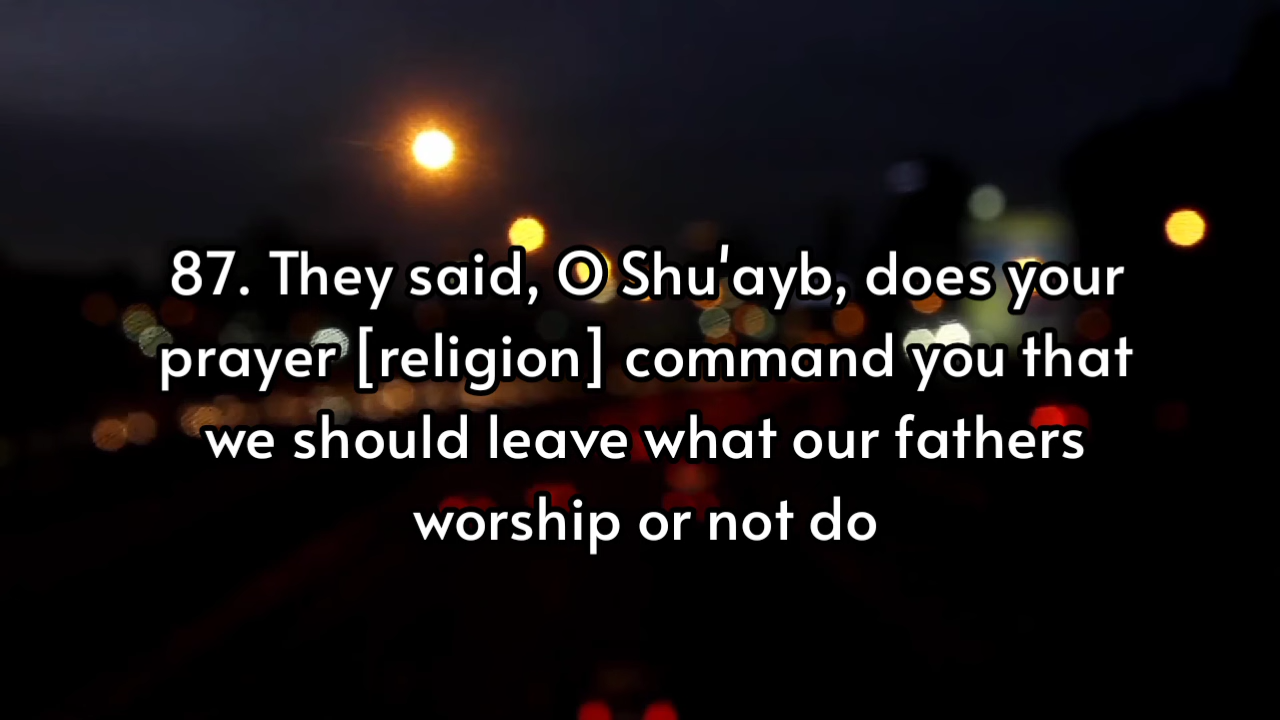 87. They said, O Shu'ayb, does your
prayer [religion] command you that
we should leave what our fathers
worship or not do